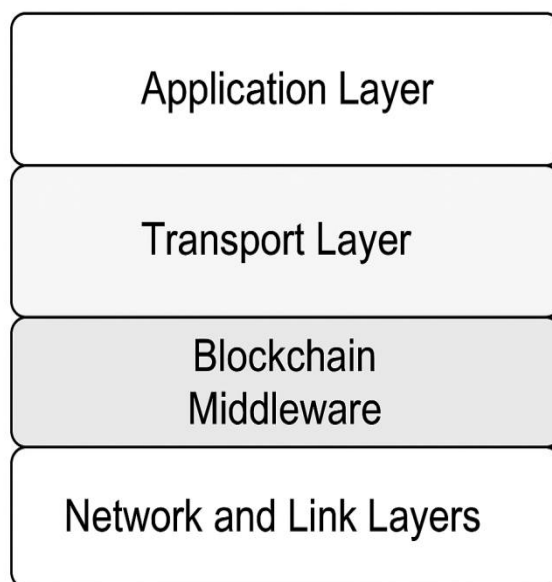 Application Layer
Transport Layer
Blockchain
Middleware
Network and Link Layers